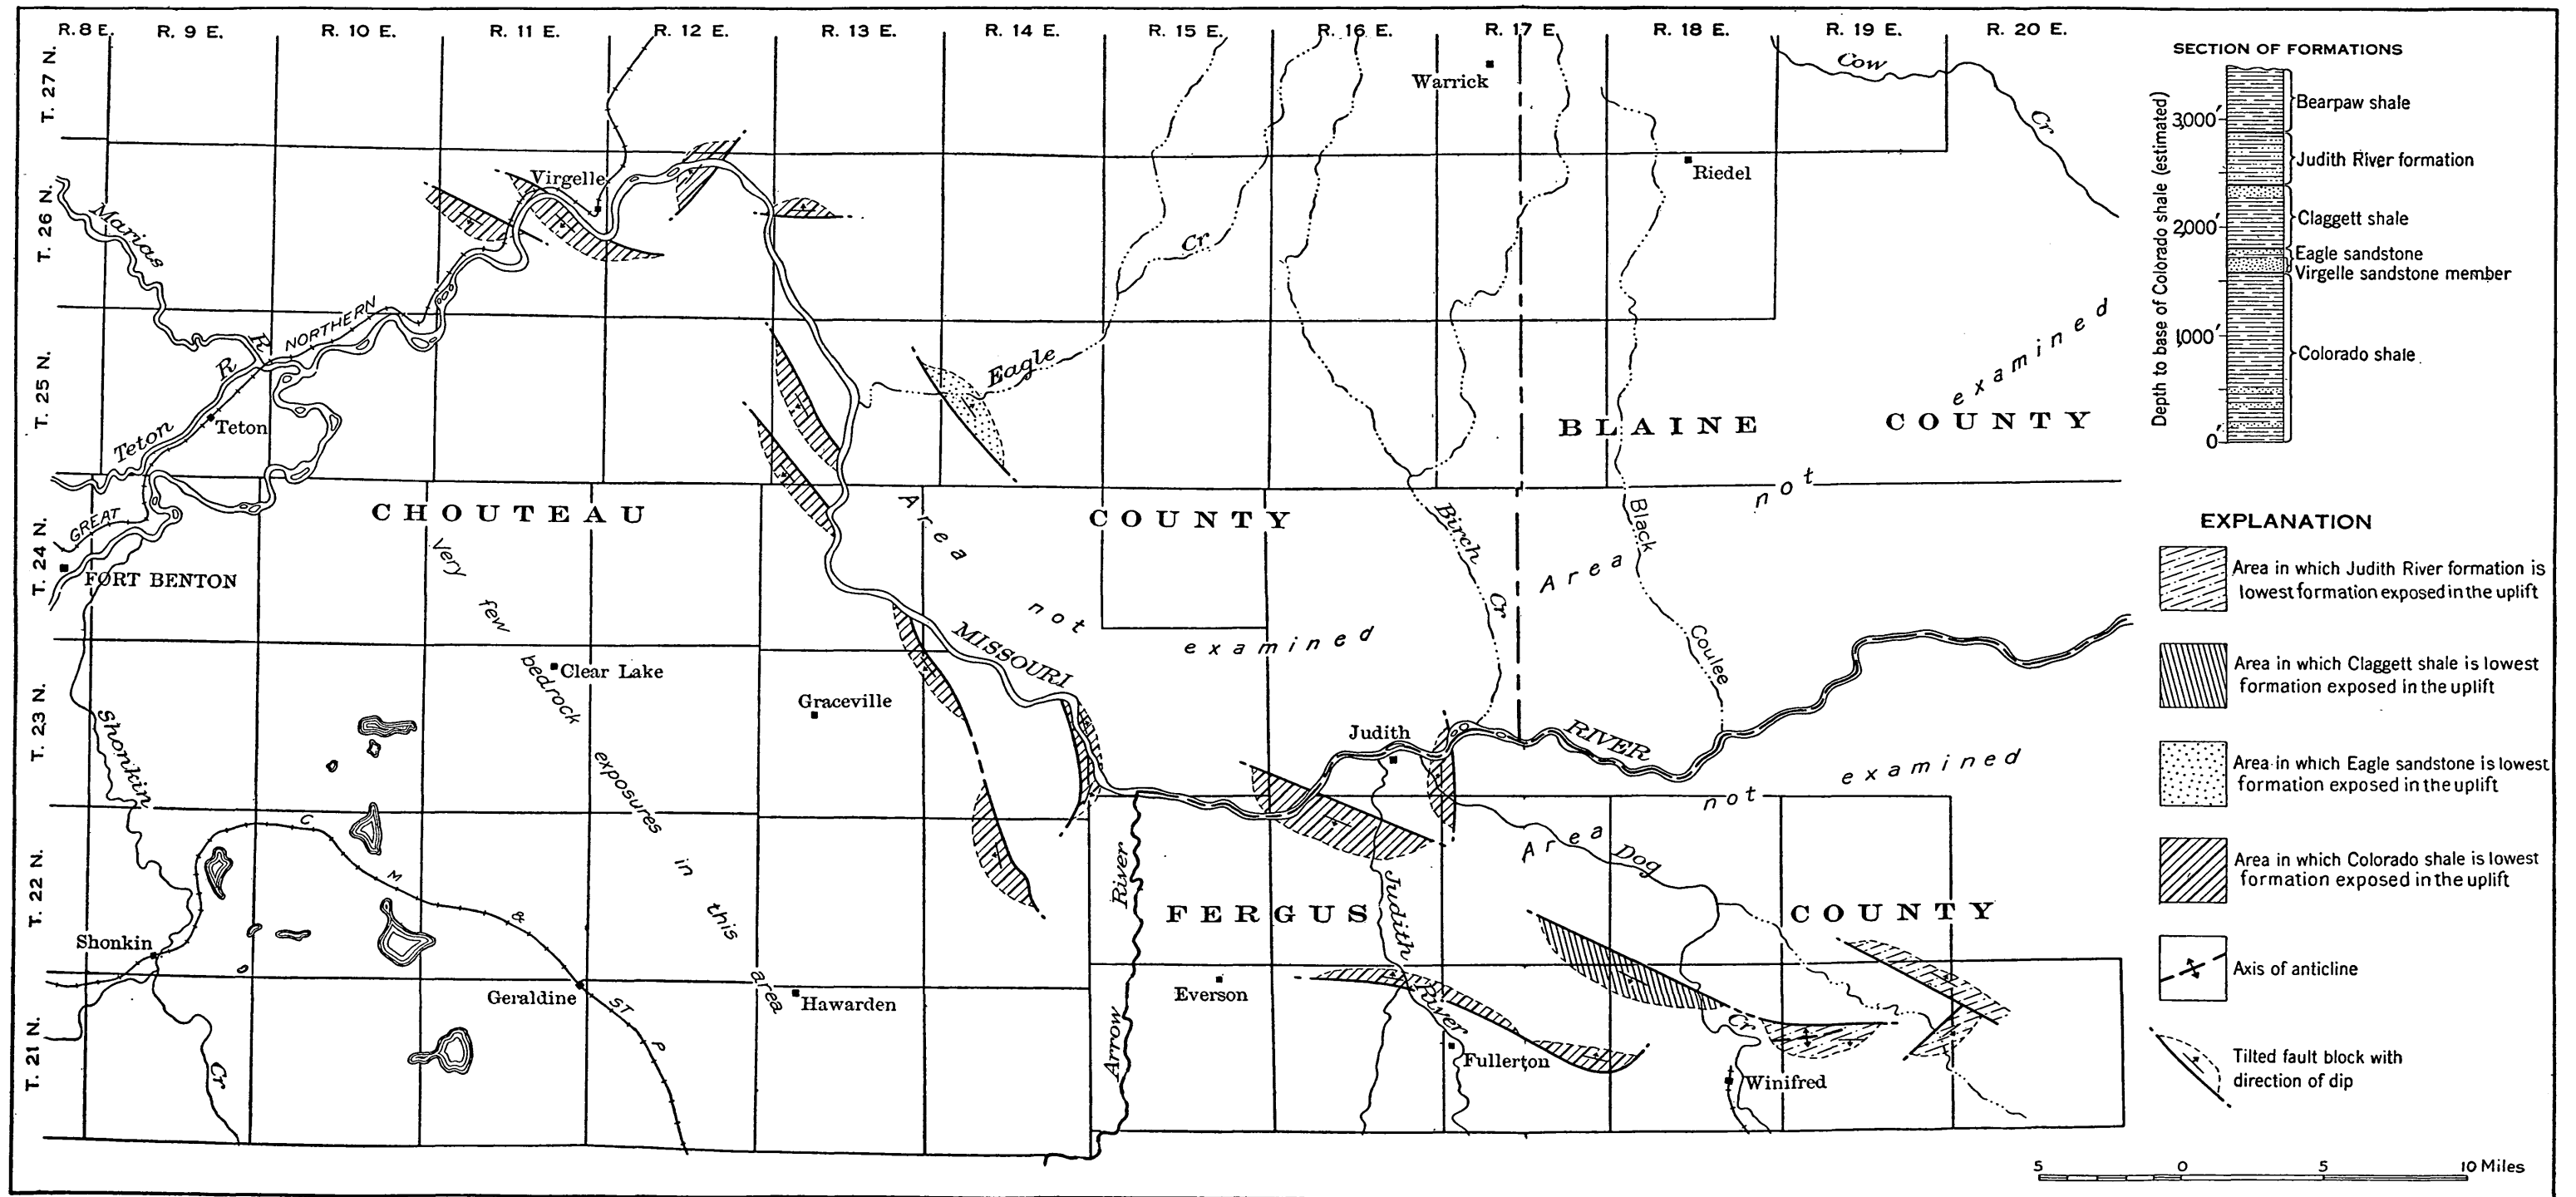 R. 8 E. R. 9 E. R. 10 E. R. 11 E. R. 12 E. R. 13 E. R. 14 E. R. 15 E. R. 16 E. R. 17 E. R. 18 E. R. 19 E. R. 20 E.
T. 27 N.
T. 26 N.
T. 25 N.
T. 24 N.
T. 23 N.
T. 22 N.
T. 21 N.
Warrick
Cow
Cr
Riedel
Virgelle
Marias
R
Cr
NORTHERN
R
Eagle
Teton
Teton
BLAINE COUNTY
examined
not
GREAT
CHOUTEAU COUNTY
Area
not
examined
Birch
Cr
Black
Coulee
Area
FORT BENTON
Very
few
bedrock
exposures
in
this
area
Clear Lake
MISSOURI
Graceville
Shonkin
Judith
RIVER
examined
not
Area
Dog
C
M
&
ST
P
River
Judith
FERGUS COUNTY
Shonkin
Geraldine
Hawarden
Everson
River
Cr
Arrow
Fullerton
Cr
Winifred
SECTION OF FORMATIONS
Depth to base of Colorado shale (estimated)
3,000'
2,000'
1,000'
0'
Bearpaw shale
Judith River formation
Claggett shale
Eagle sandstone
Virgelle sandstone member
Colorado shale
EXPLANATION
Area in which Judith River formation is
lowest formation exposed in the uplift
Area in which Claggett shale is lowest
formation exposed in the uplift
Area in which Eagle sandstone is lowest
formation exposed in the uplift
Area in which Colorado shale is lowest
formation exposed in the uplift
Axis of anticline
Tilted fault block with
direction of dip
5 0 5 10 Miles